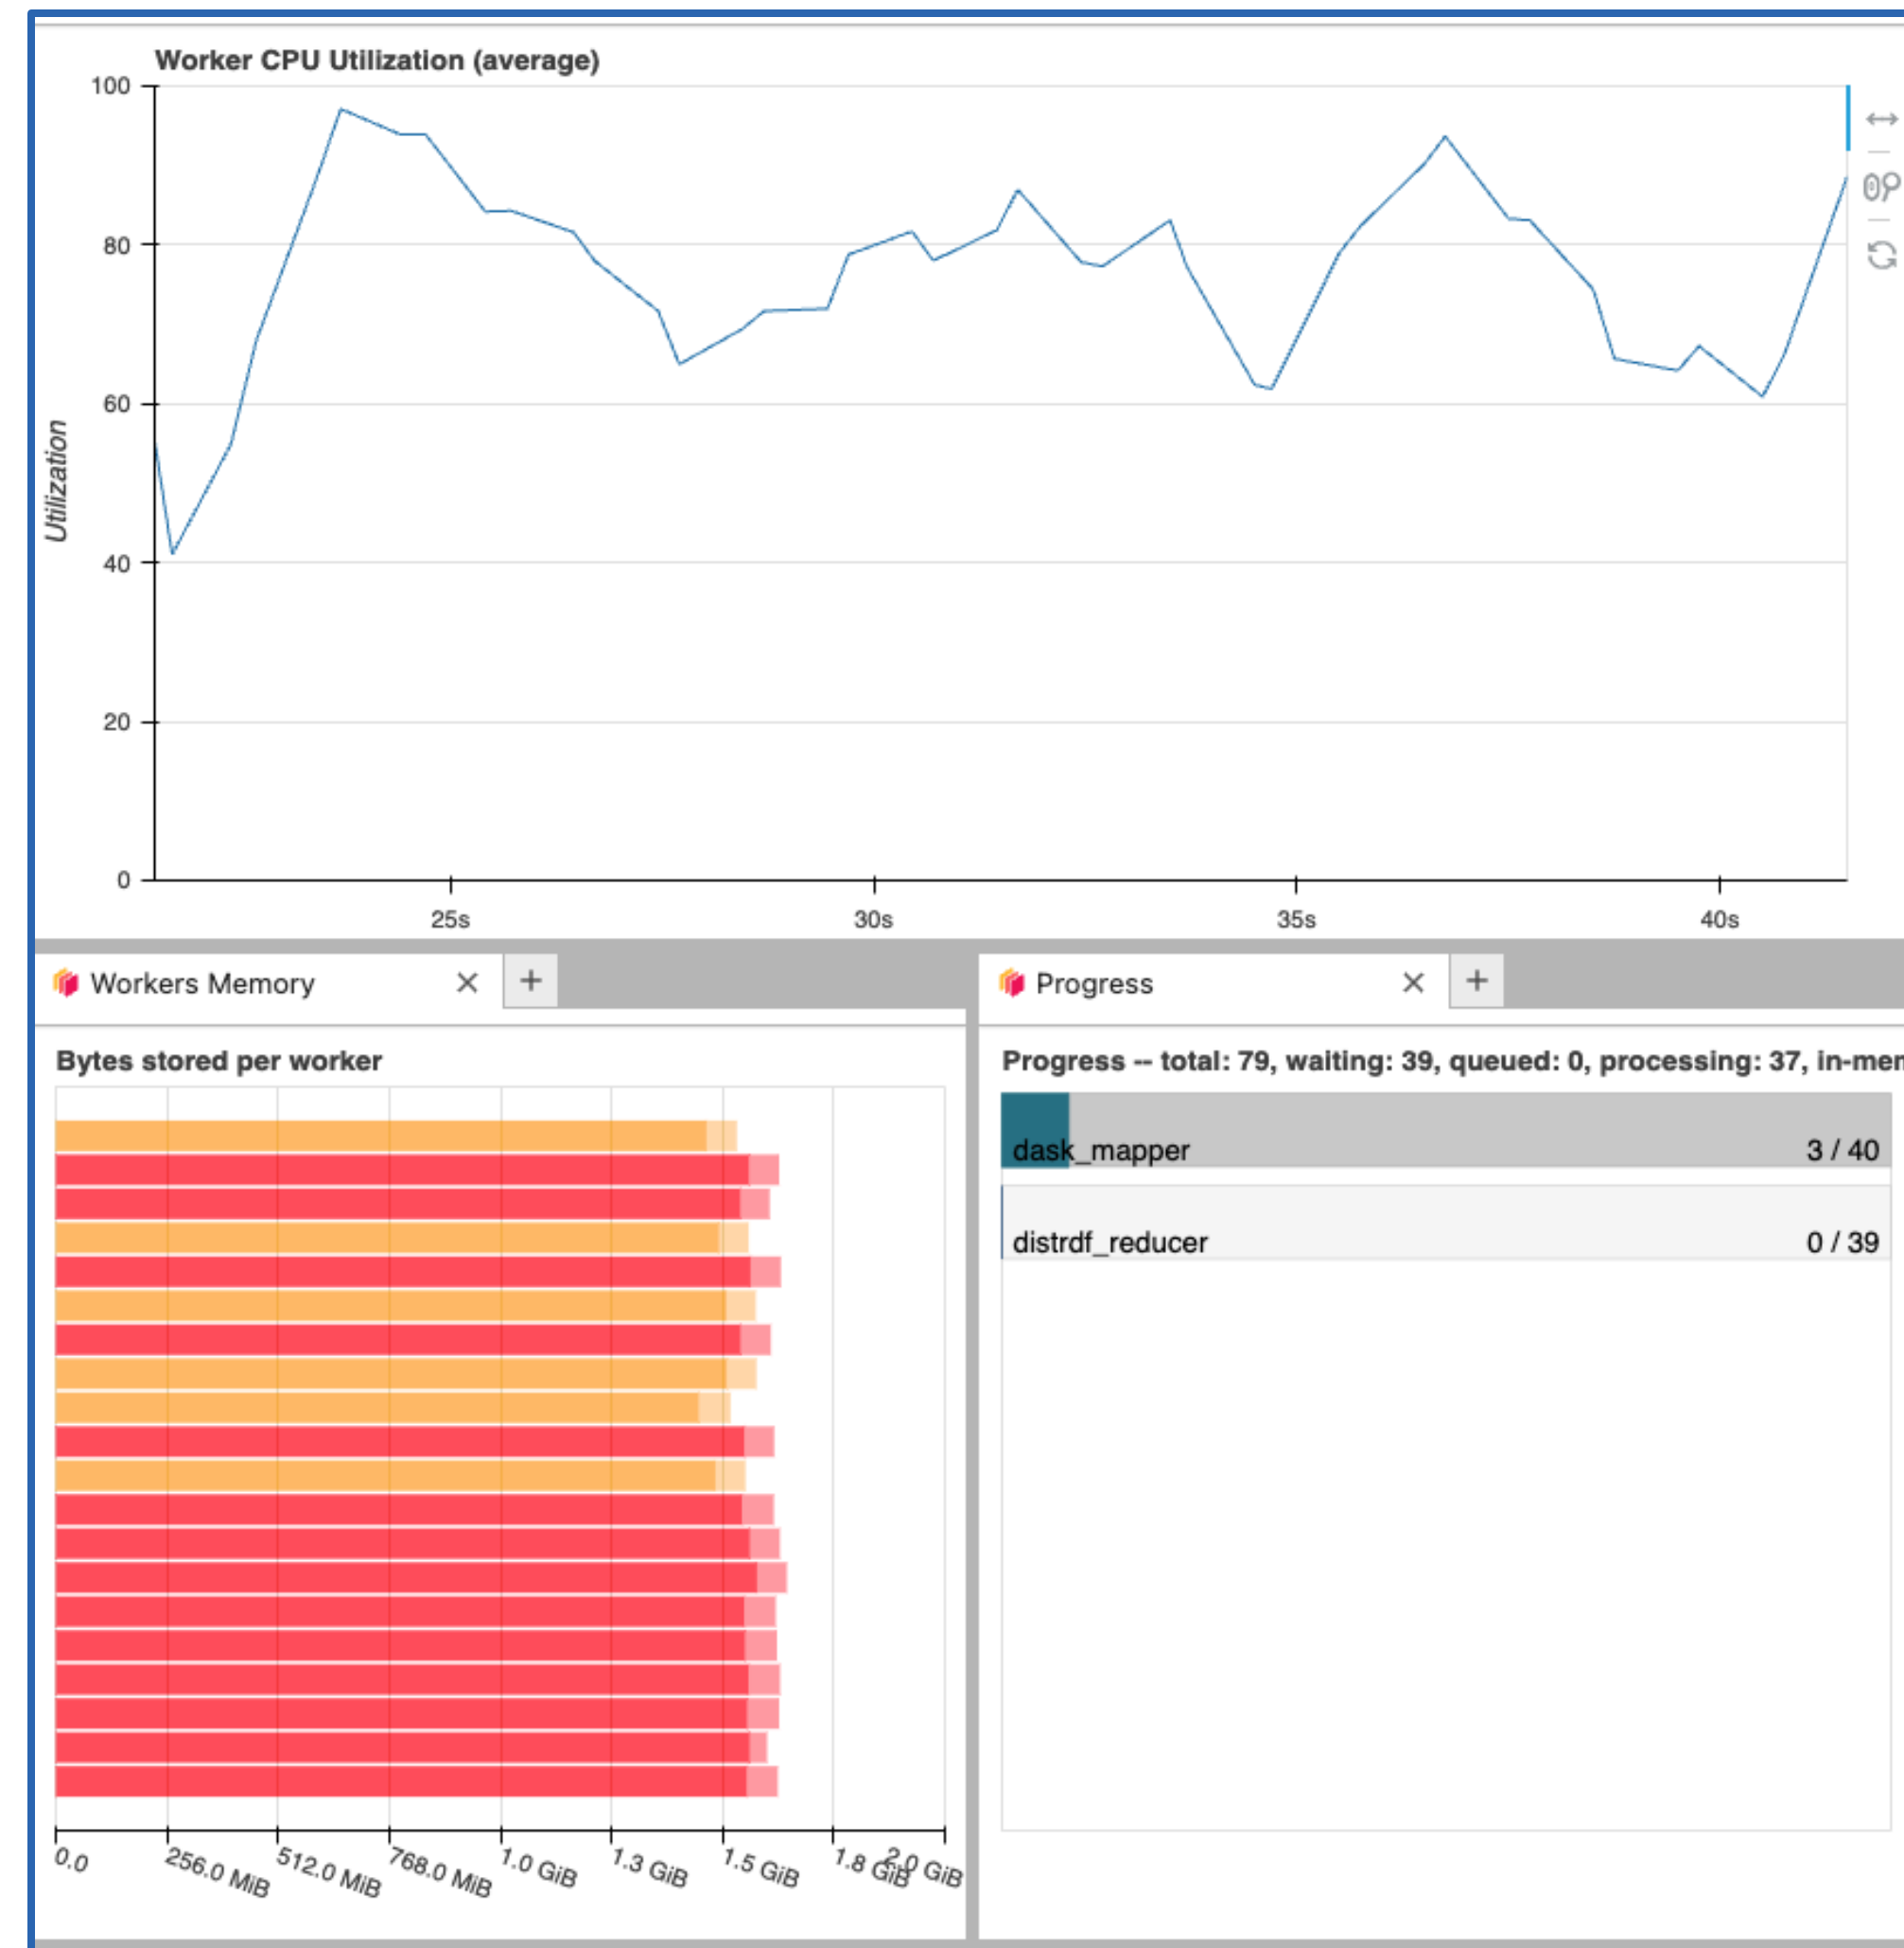 Worker CPU Utilization (average)
100
80
60
40
20
0
Utilization
25s
30s
35s
40s
Workers Memory
Progress
Bytes stored per worker
0.0
256.0 MiB
512.0 MiB
768.0 MiB
1.0 GiB
1.3 GiB
1.5 GiB
1.8 GiB
2.0 GiB
Progress -- total: 79, waiting: 39, queued: 0, processing: 37, in-mem
dask_mapper 3 / 40
distrdf_reducer 0 / 39